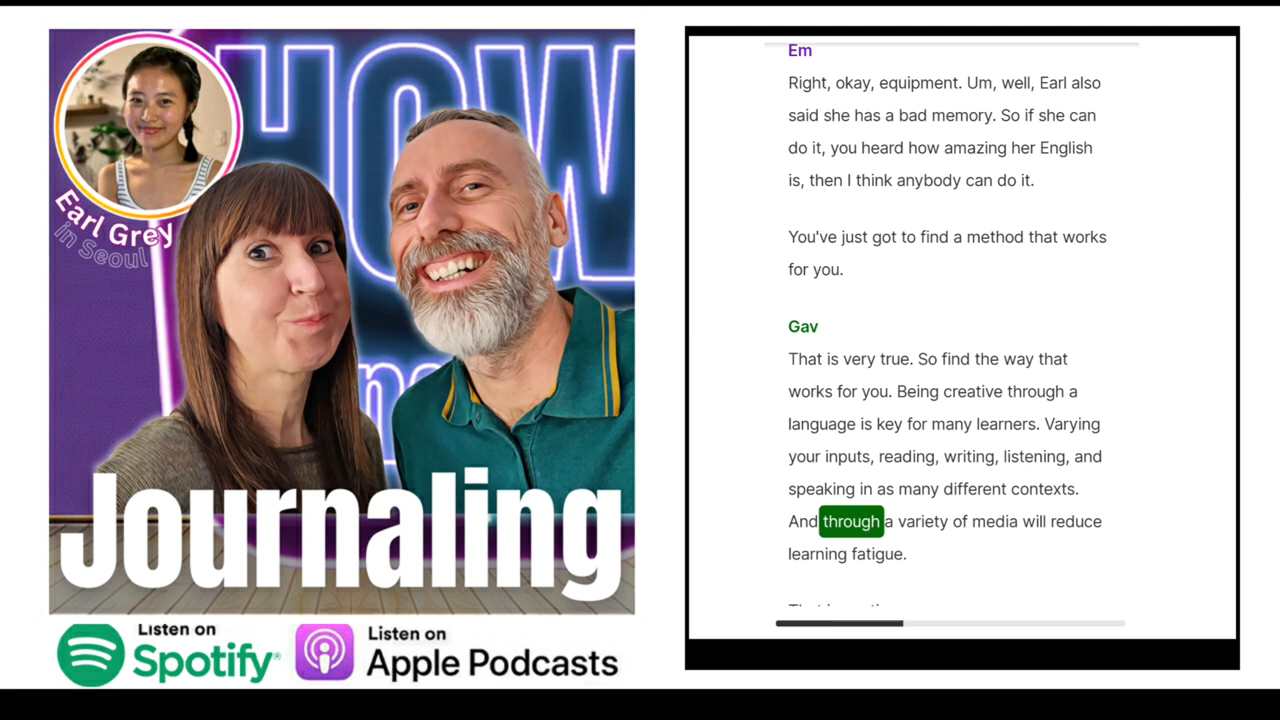 HOW
Earl Grey
in Seoul
Journaling
Listen on
Spotify
Listen on
Apple Podcasts
Em
Right, okay, equipment. Um, well, Earl also
said she has a bad memory. So if she can
do it, you heard how amazing her English
is, then I think anybody can do it.
You've just got to find a method that works
for you.
Gav
That is very true. So find the way that
works for you. Being creative through a
language is key for many learners. Varying
your inputs, reading, writing, listening, and
speaking in as many different contexts.
And through a variety of media will reduce
learning fatigue.